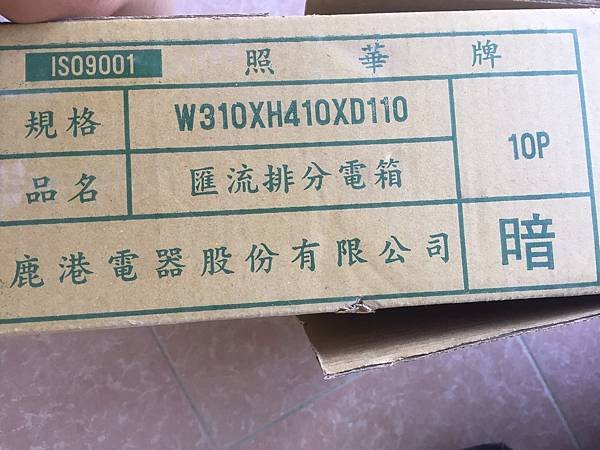 ISO9001 照華牌
規格 W310XH410XD110 10P
品名 匯流排分電箱
鹿港電器股份有限公司 暗